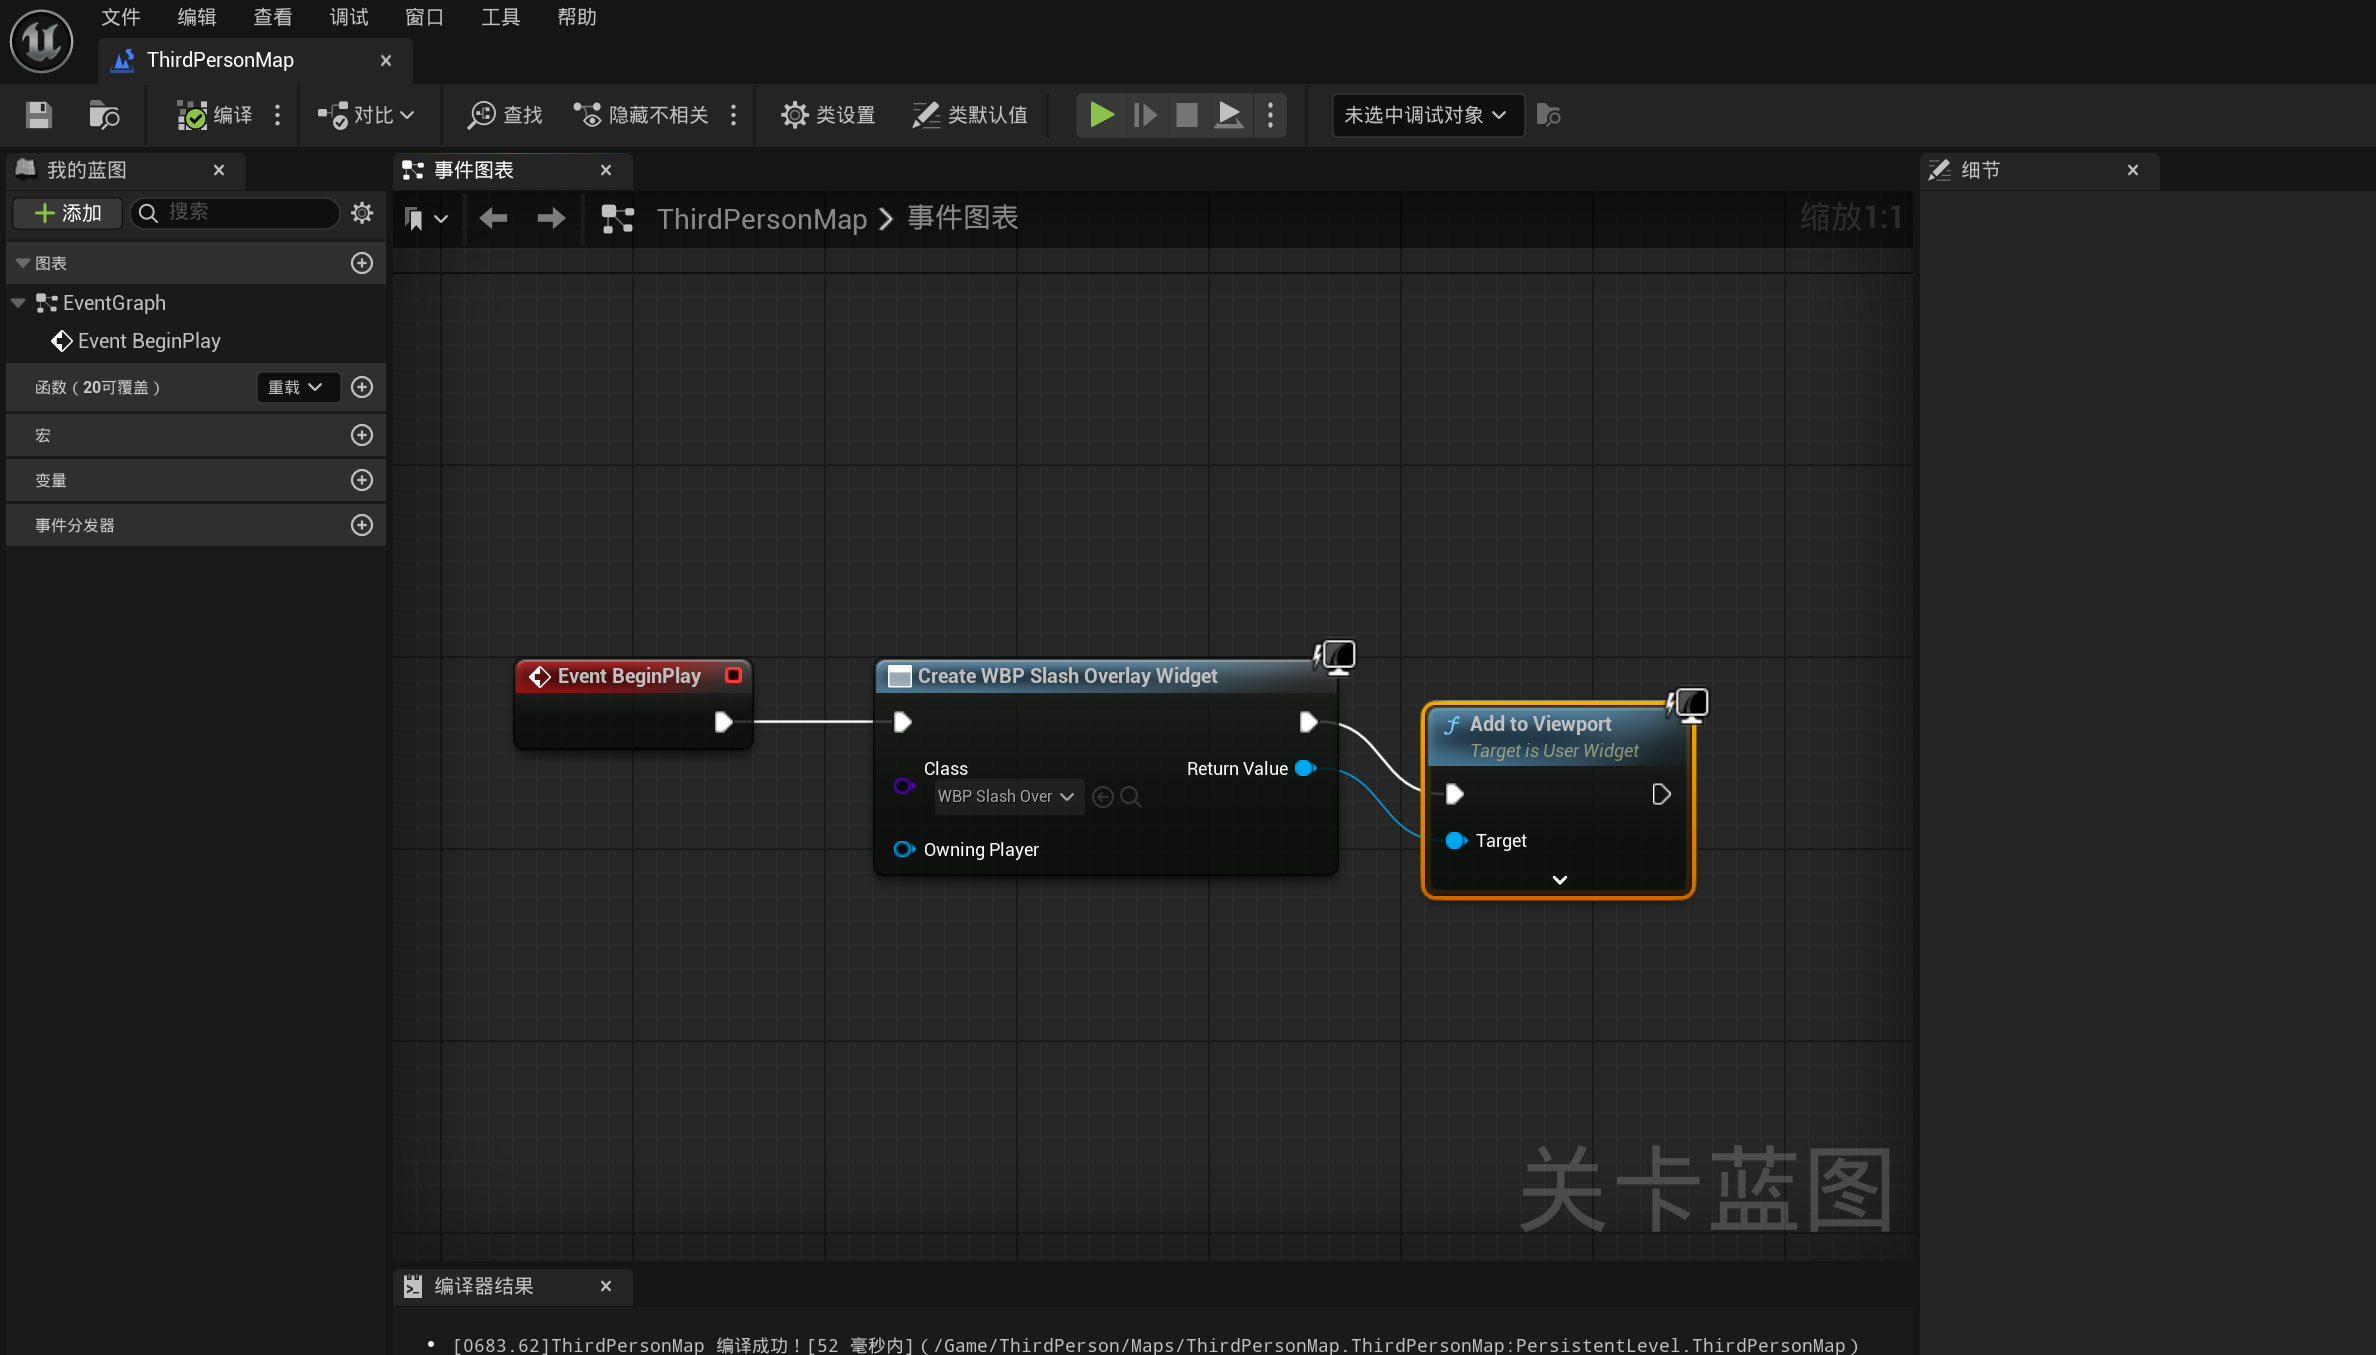 文件 编辑 查看 调试 窗口 工具 帮助
ThirdPersonMap
编译 对比 查找 隐藏不相关 类设置 类默认值 未选中调试对象
我的蓝图
添加 搜索
图表
EventGraph
Event BeginPlay
函数（20可覆盖） 重载
宏
变量
事件分发器
事件图表
ThirdPersonMap > 事件图表 缩放1:1
Event BeginPlay
Create WBP Slash Overlay Widget
Class
WBP Slash Over
Return Value
Owning Player
Add to Viewport
Target is User Widget
Target
关卡蓝图
细节
编译器结果
[0683.62]ThirdPersonMap 编译成功！[52 毫秒内]（/Game/ThirdPerson/Maps/ThirdPersonMap.ThirdPersonMap:PersistentLevel.ThirdPersonMap）